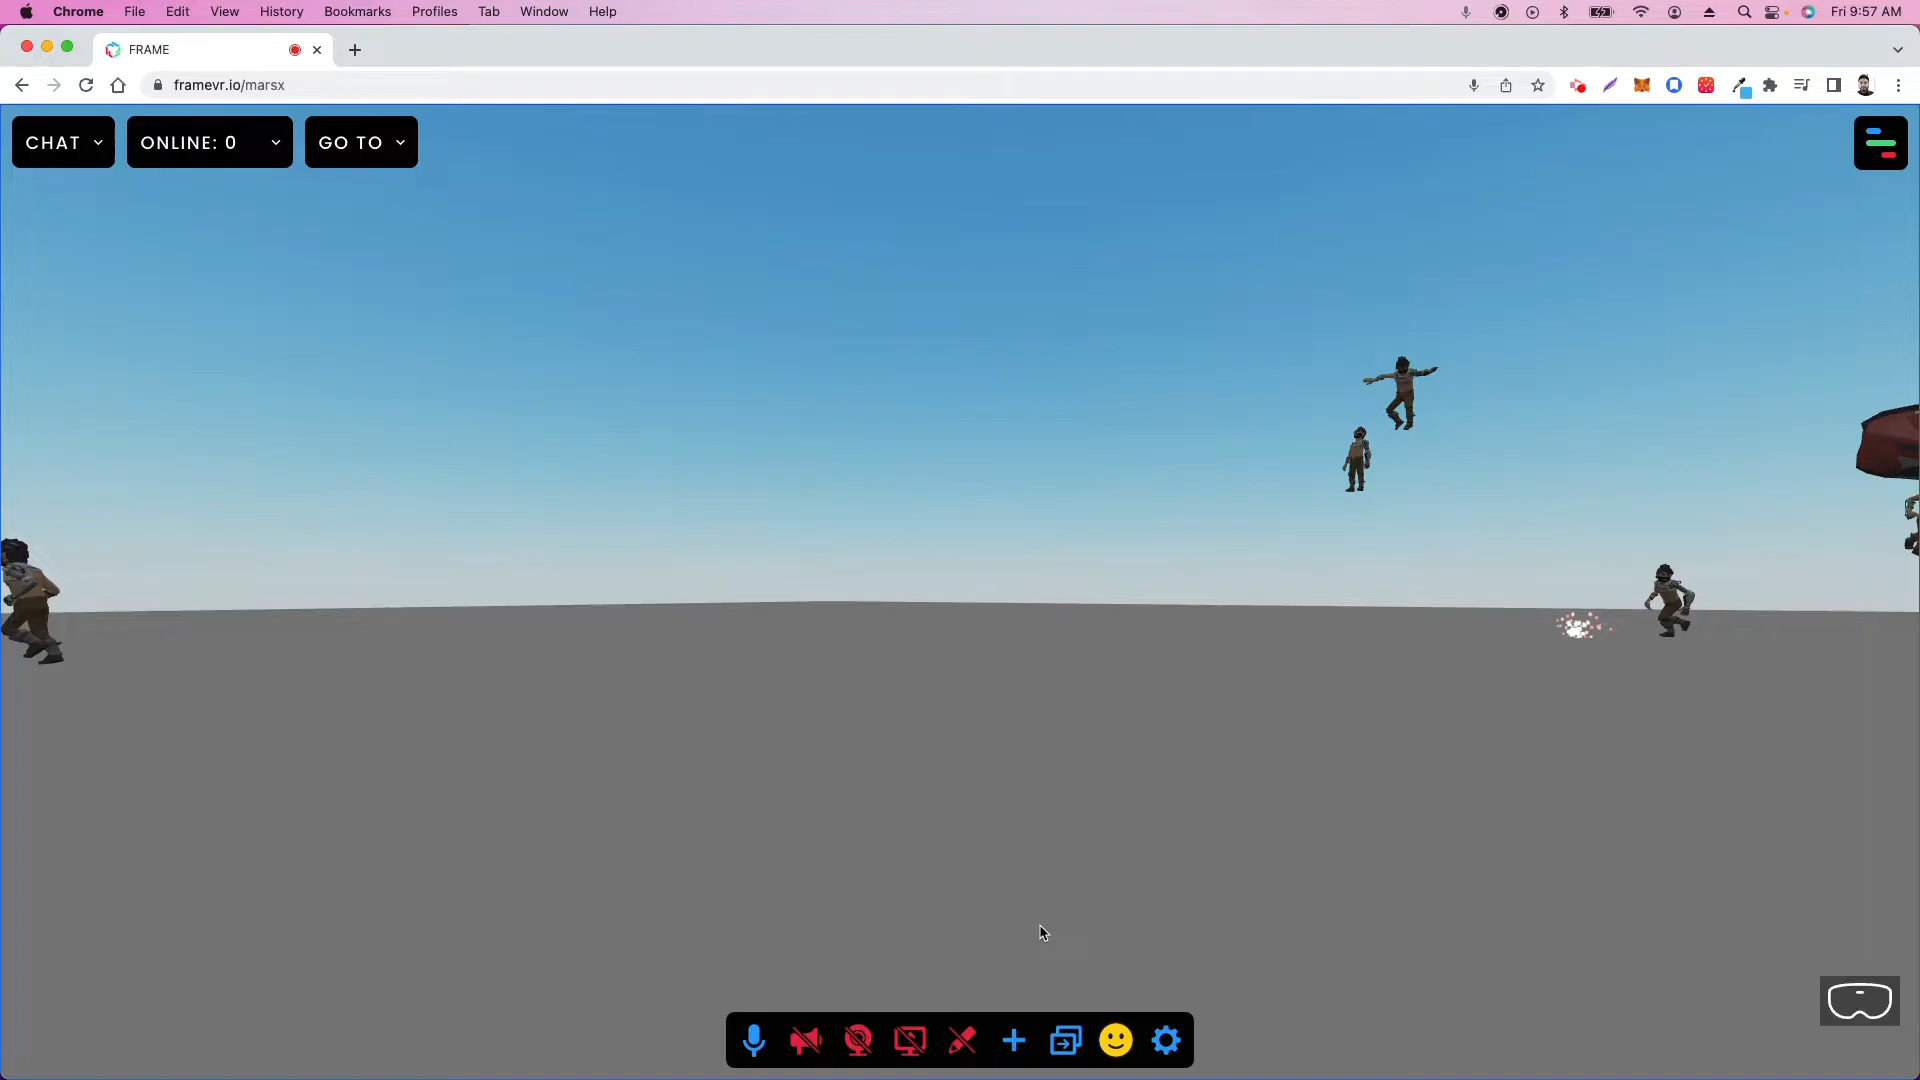 Chrome File Edit View History Bookmarks Profiles Tab Window Help Fri 9:57 AM
FRAME
framevr.io/marsx
CHAT ONLINE: 0 GO TO